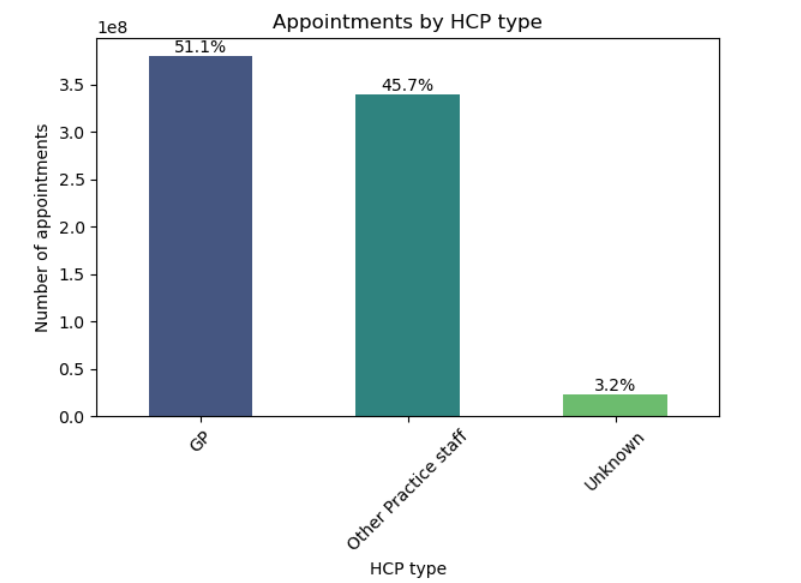 Appointments by HCP type
1e8
51.1%
45.7%
3.2%
3.5
3.0
2.5
2.0
1.5
1.0
0.5
0.0
Number of appointments
GP
Other Practice staff
Unknown
HCP type